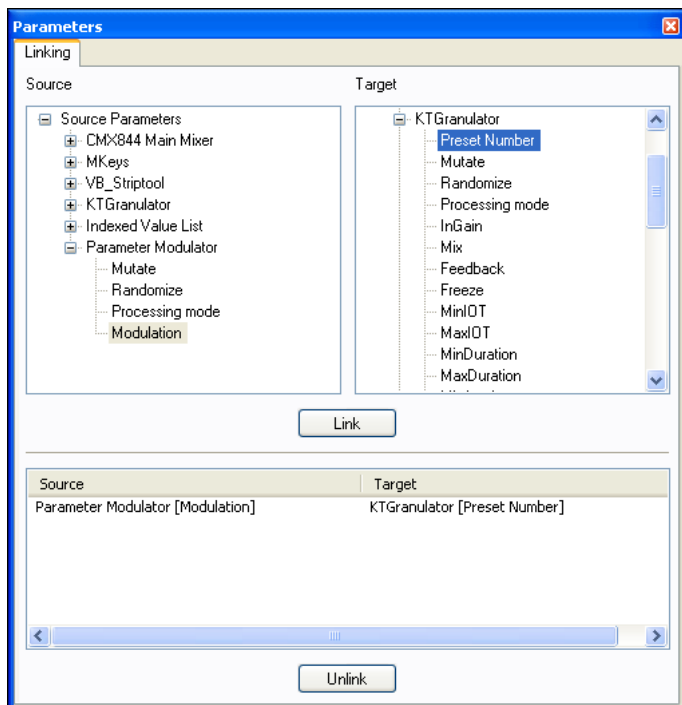 Parameters
Linking
Source
Source Parameters
CMX844 Main Mixer
MKeys
VB_Striptool
KTGranulator
Indexed Value List
Parameter Modulator
Mutate
Randomize
Processing mode
Modulation
Target
KTGranulator
Preset Number
Mutate
Randomize
Processing mode
InGain
Mix
Feedback
Freeze
MinIOT
MaxIOT
MinDuration
MaxDuration
Link
Source Target
Parameter Modulator [Modulation] KTGranulator [Preset Number]
Unlink